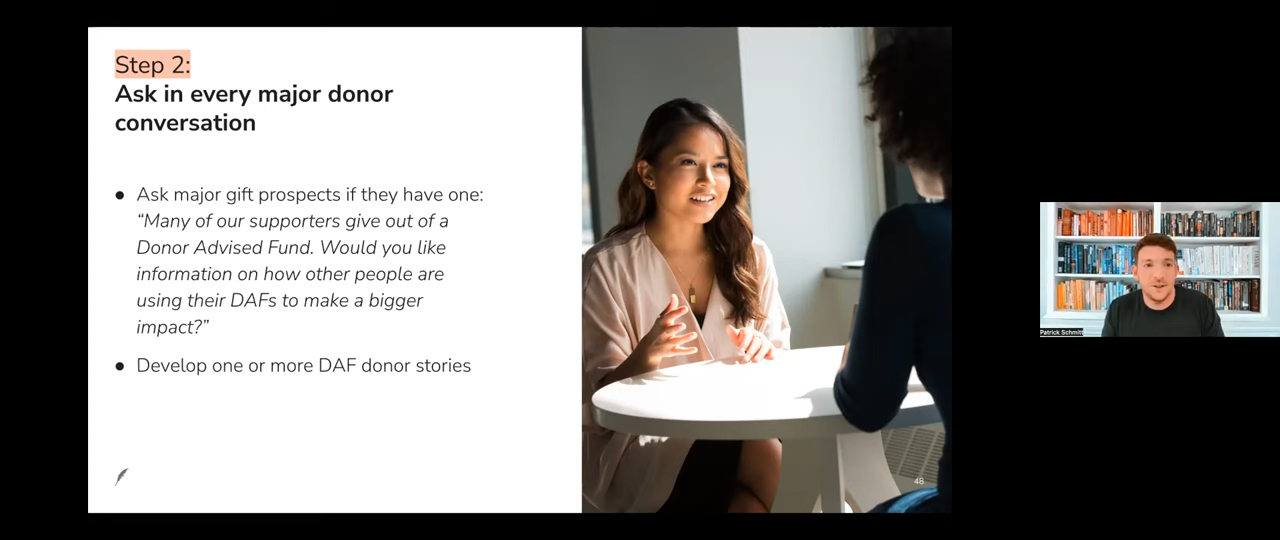 Step 2:
Ask in every major donor
conversation
● Ask major gift prospects if they have one:
“Many of our supporters give out of a
Donor Advised Fund. Would you like
information on how other people are
using their DAFs to make a bigger
impact?”
● Develop one or more DAF donor stories
48
Patrick Schmitt